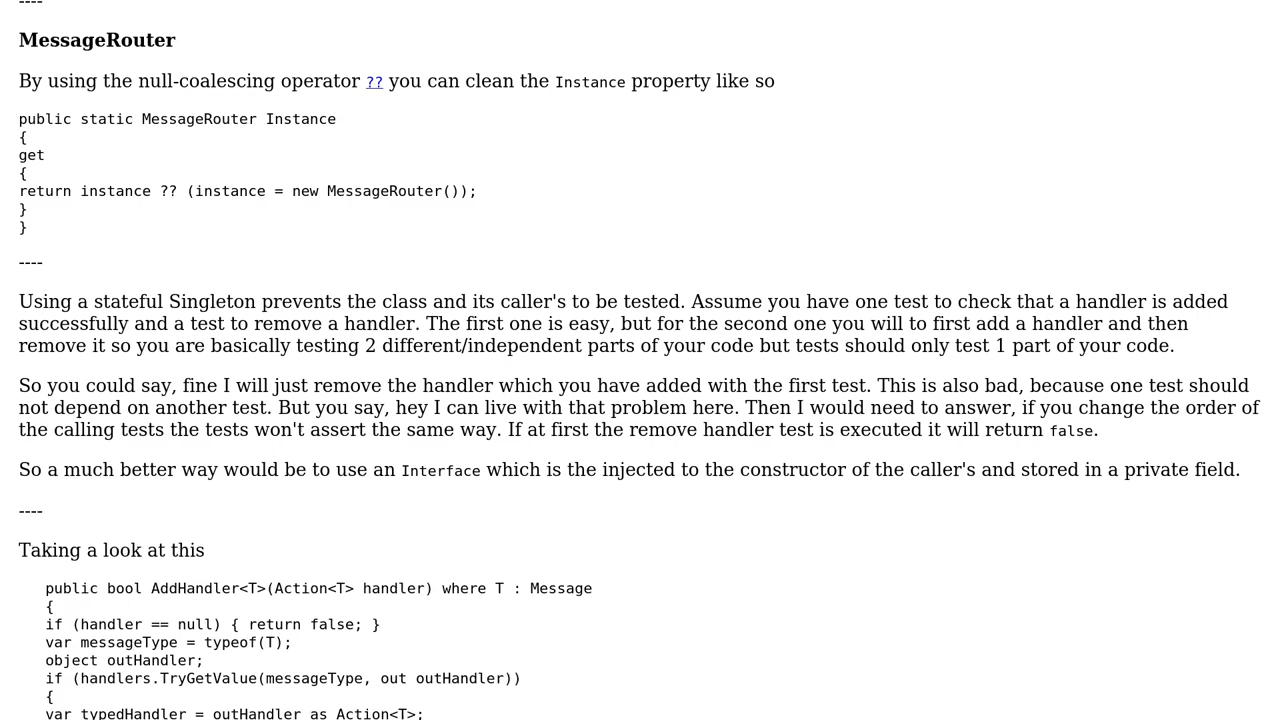 ----
MessageRouter
By using the null-coalescing operator ?? you can clean the Instance property like so
public static MessageRouter Instance
{
get
{
return instance ?? (instance = new MessageRouter());
}
}
----
Using a stateful Singleton prevents the class and its caller's to be tested. Assume you have one test to check that a handler is added
successfully and a test to remove a handler. The first one is easy, but for the second one you will to first add a handler and then
remove it so you are basically testing 2 different/independent parts of your code but tests should only test 1 part of your code.
So you could say, fine I will just remove the handler which you have added with the first test. This is also bad, because one test should
not depend on another test. But you say, hey I can live with that problem here. Then I would need to answer, if you change the order of
the calling tests the tests won't assert the same way. If at first the remove handler test is executed it will return false.
So a much better way would be to use an Interface which is the injected to the constructor of the caller's and stored in a private field.
----
Taking a look at this
public bool AddHandler<T>(Action<T> handler) where T : Message
{
if (handler == null) { return false; }
var messageType = typeof(T);
object outHandler;
if (handlers.TryGetValue(messageType, out outHandler))
{
var typedHandler = outHandler as Action<T>;